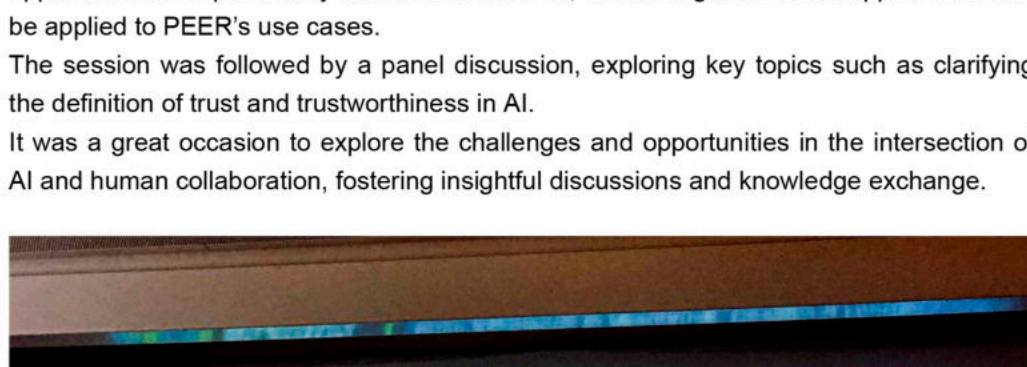 be applied to PEER's use cases.
The session was followed by a panel discussion, exploring key topics such as clarifying
the definition of trust and trustworthiness in AI.
It was a great occasion to explore the challenges and opportunities in the intersection o
AI and human collaboration, fostering insightful discussions and knowledge exchange.